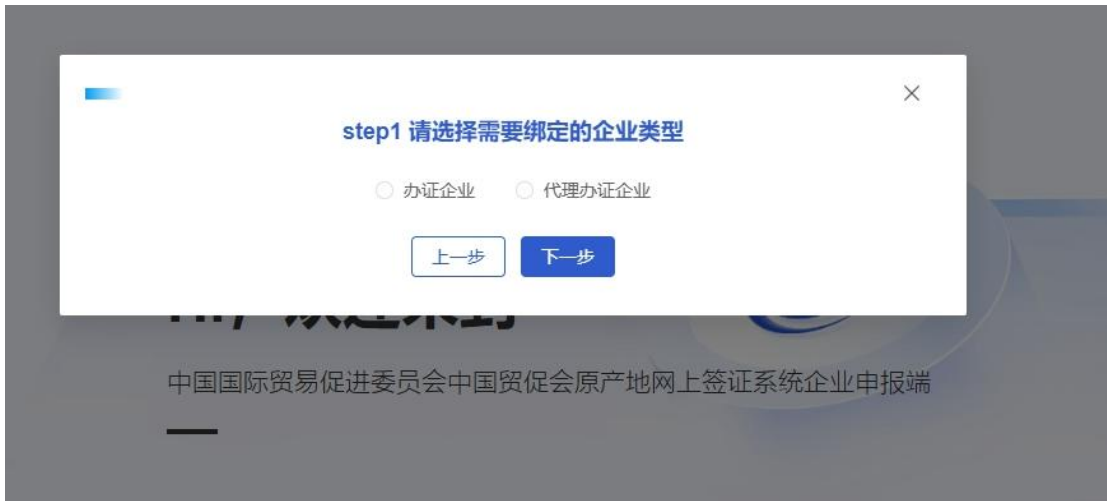 step1 请选择需要绑定的企业类型
办证企业 代理办证企业
上一步 下一步
中国国际贸易促进委员会中国贸促会原产地网上签证系统企业申报端